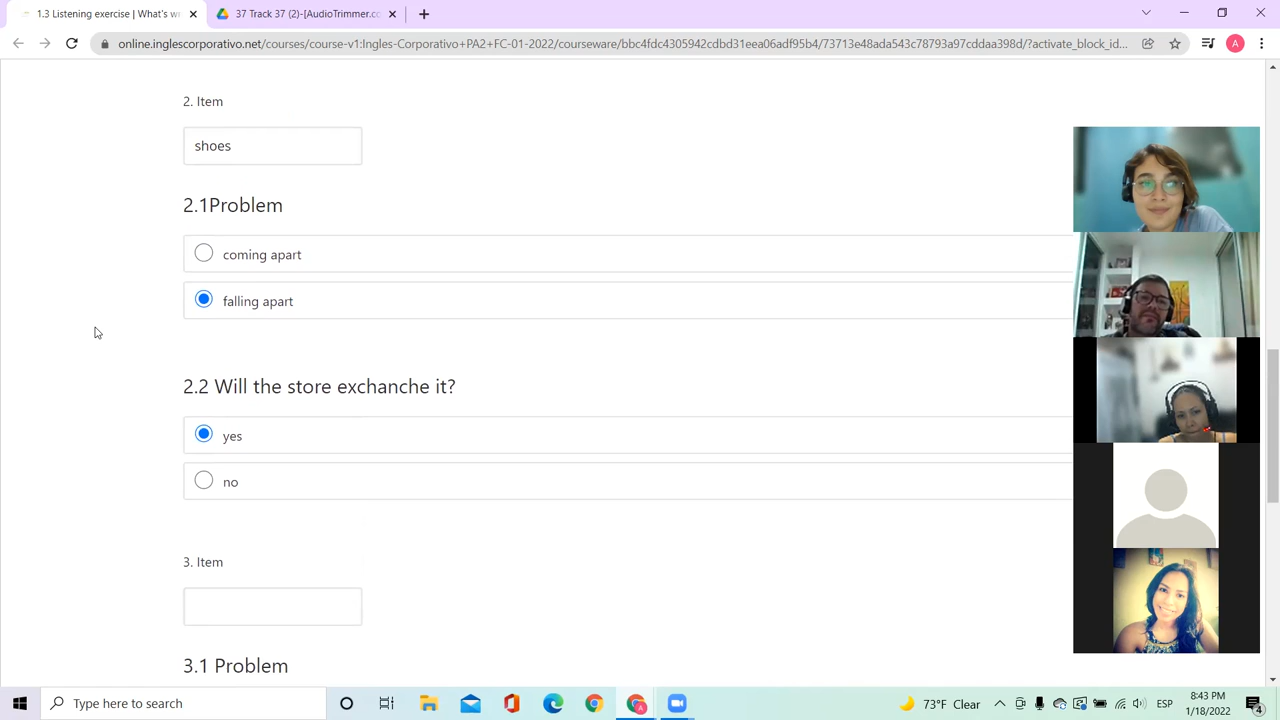 1.3 Listening exercise | What's wr
37 Track 37 (2)-[AudioTrimmer.co
online.inglescorporativo.net/courses/course-v1:Ingles-Corporativo+PA2+FC-01-2022/courseware/bbc4fdc4305942cdbd31eea06adf95b4/73713e48ada543c78793a97cddaa398d/?activate_block_id...
A
2. Item
shoes
2.1Problem
coming apart
falling apart
2.2 Will the store exchanche it?
yes
no
3. Item
3.1 Problem
Type here to search
A
73°F Clear
ESP
8:43 PM
1/18/2022
4